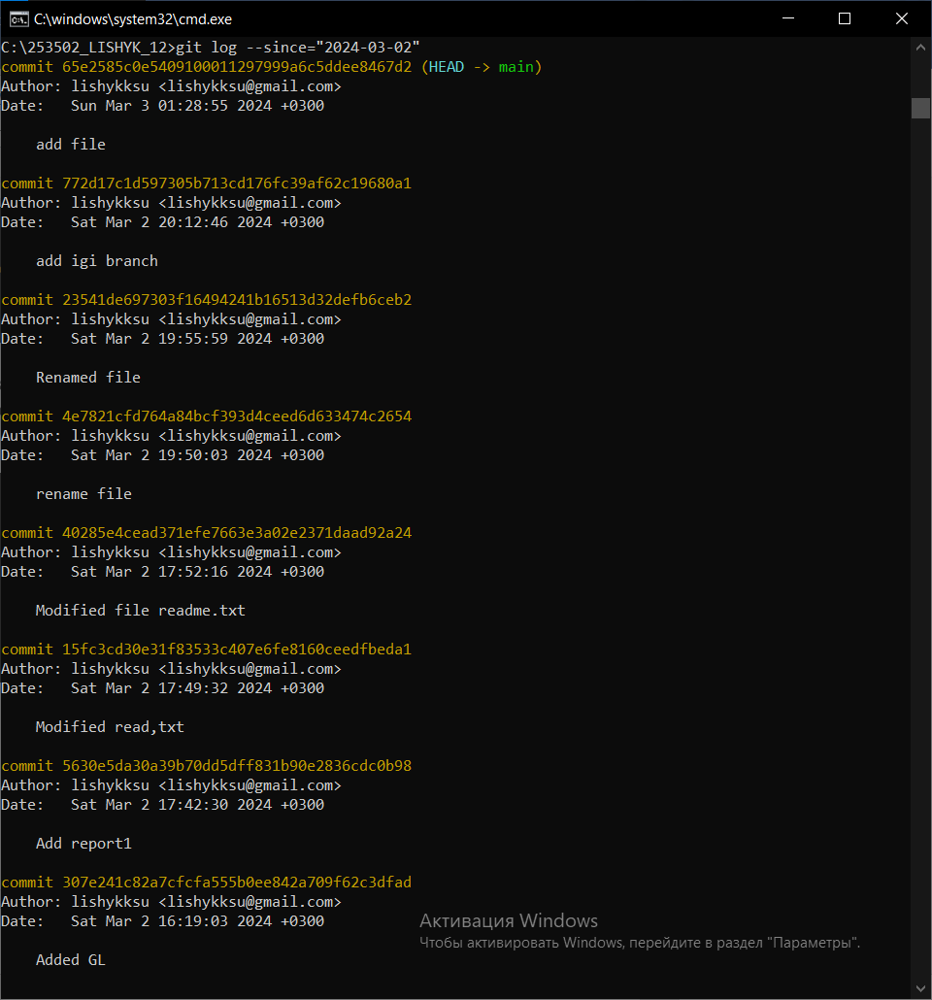 C:\windows\system32\cmd.exe
C:\253502_LISHYK_12>git log --since="2024-03-02"
commit 65e2585c0e5409100011297999a6c5ddee8467d2 (HEAD -> main)
Author: lishykksu <lishykksu@gmail.com>
Date:   Sun Mar 3 01:28:55 2024 +0300
    add file
commit 772d17c1d597305b713cd176fc39af62c19680a1
Author: lishykksu <lishykksu@gmail.com>
Date:   Sat Mar 2 20:12:46 2024 +0300
    add igi branch
commit 23541de697303f16494241b16513d32defb6ceb2
Author: lishykksu <lishykksu@gmail.com>
Date:   Sat Mar 2 19:55:59 2024 +0300
    Renamed file
commit 4e7821cfd764a84bcf393d4ceed6d633474c2654
Author: lishykksu <lishykksu@gmail.com>
Date:   Sat Mar 2 19:50:03 2024 +0300
    rename file
commit 40285e4cead371efe7663e3a02e2371daad92a24
Author: lishykksu <lishykksu@gmail.com>
Date:   Sat Mar 2 17:52:16 2024 +0300
    Modified file readme.txt
commit 15fc3cd30e31f83533c407e6fe8160ceedfbeda1
Author: lishykksu <lishykksu@gmail.com>
Date:   Sat Mar 2 17:49:32 2024 +0300
    Modified read,txt
commit 5630e5da30a39b70dd5dff831b90e2836cdc0b98
Author: lishykksu <lishykksu@gmail.com>
Date:   Sat Mar 2 17:42:30 2024 +0300
    Add report1
commit 307e241c82a7cfcfa555b0ee842a709f62c3dfad
Author: lishykksu <lishykksu@gmail.com>
Date:   Sat Mar 2 16:19:03 2024 +0300
Активация Windows
Чтобы активировать Windows, перейдите в раздел "Параметры".
    Added GL